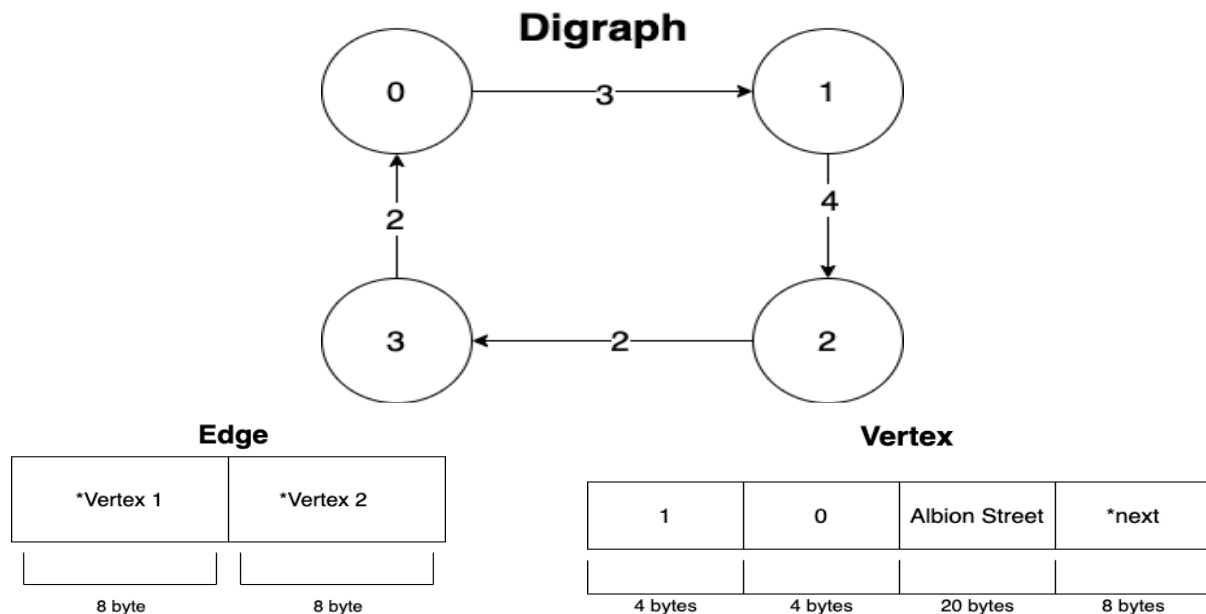 Digraph
0
3
1
2
4
3
2
2
Edge
Vertex
*Vertex 1
*Vertex 2
1
0
Albion Street
*next
8 byte
8 byte
4 bytes
4 bytes
20 bytes
8 bytes